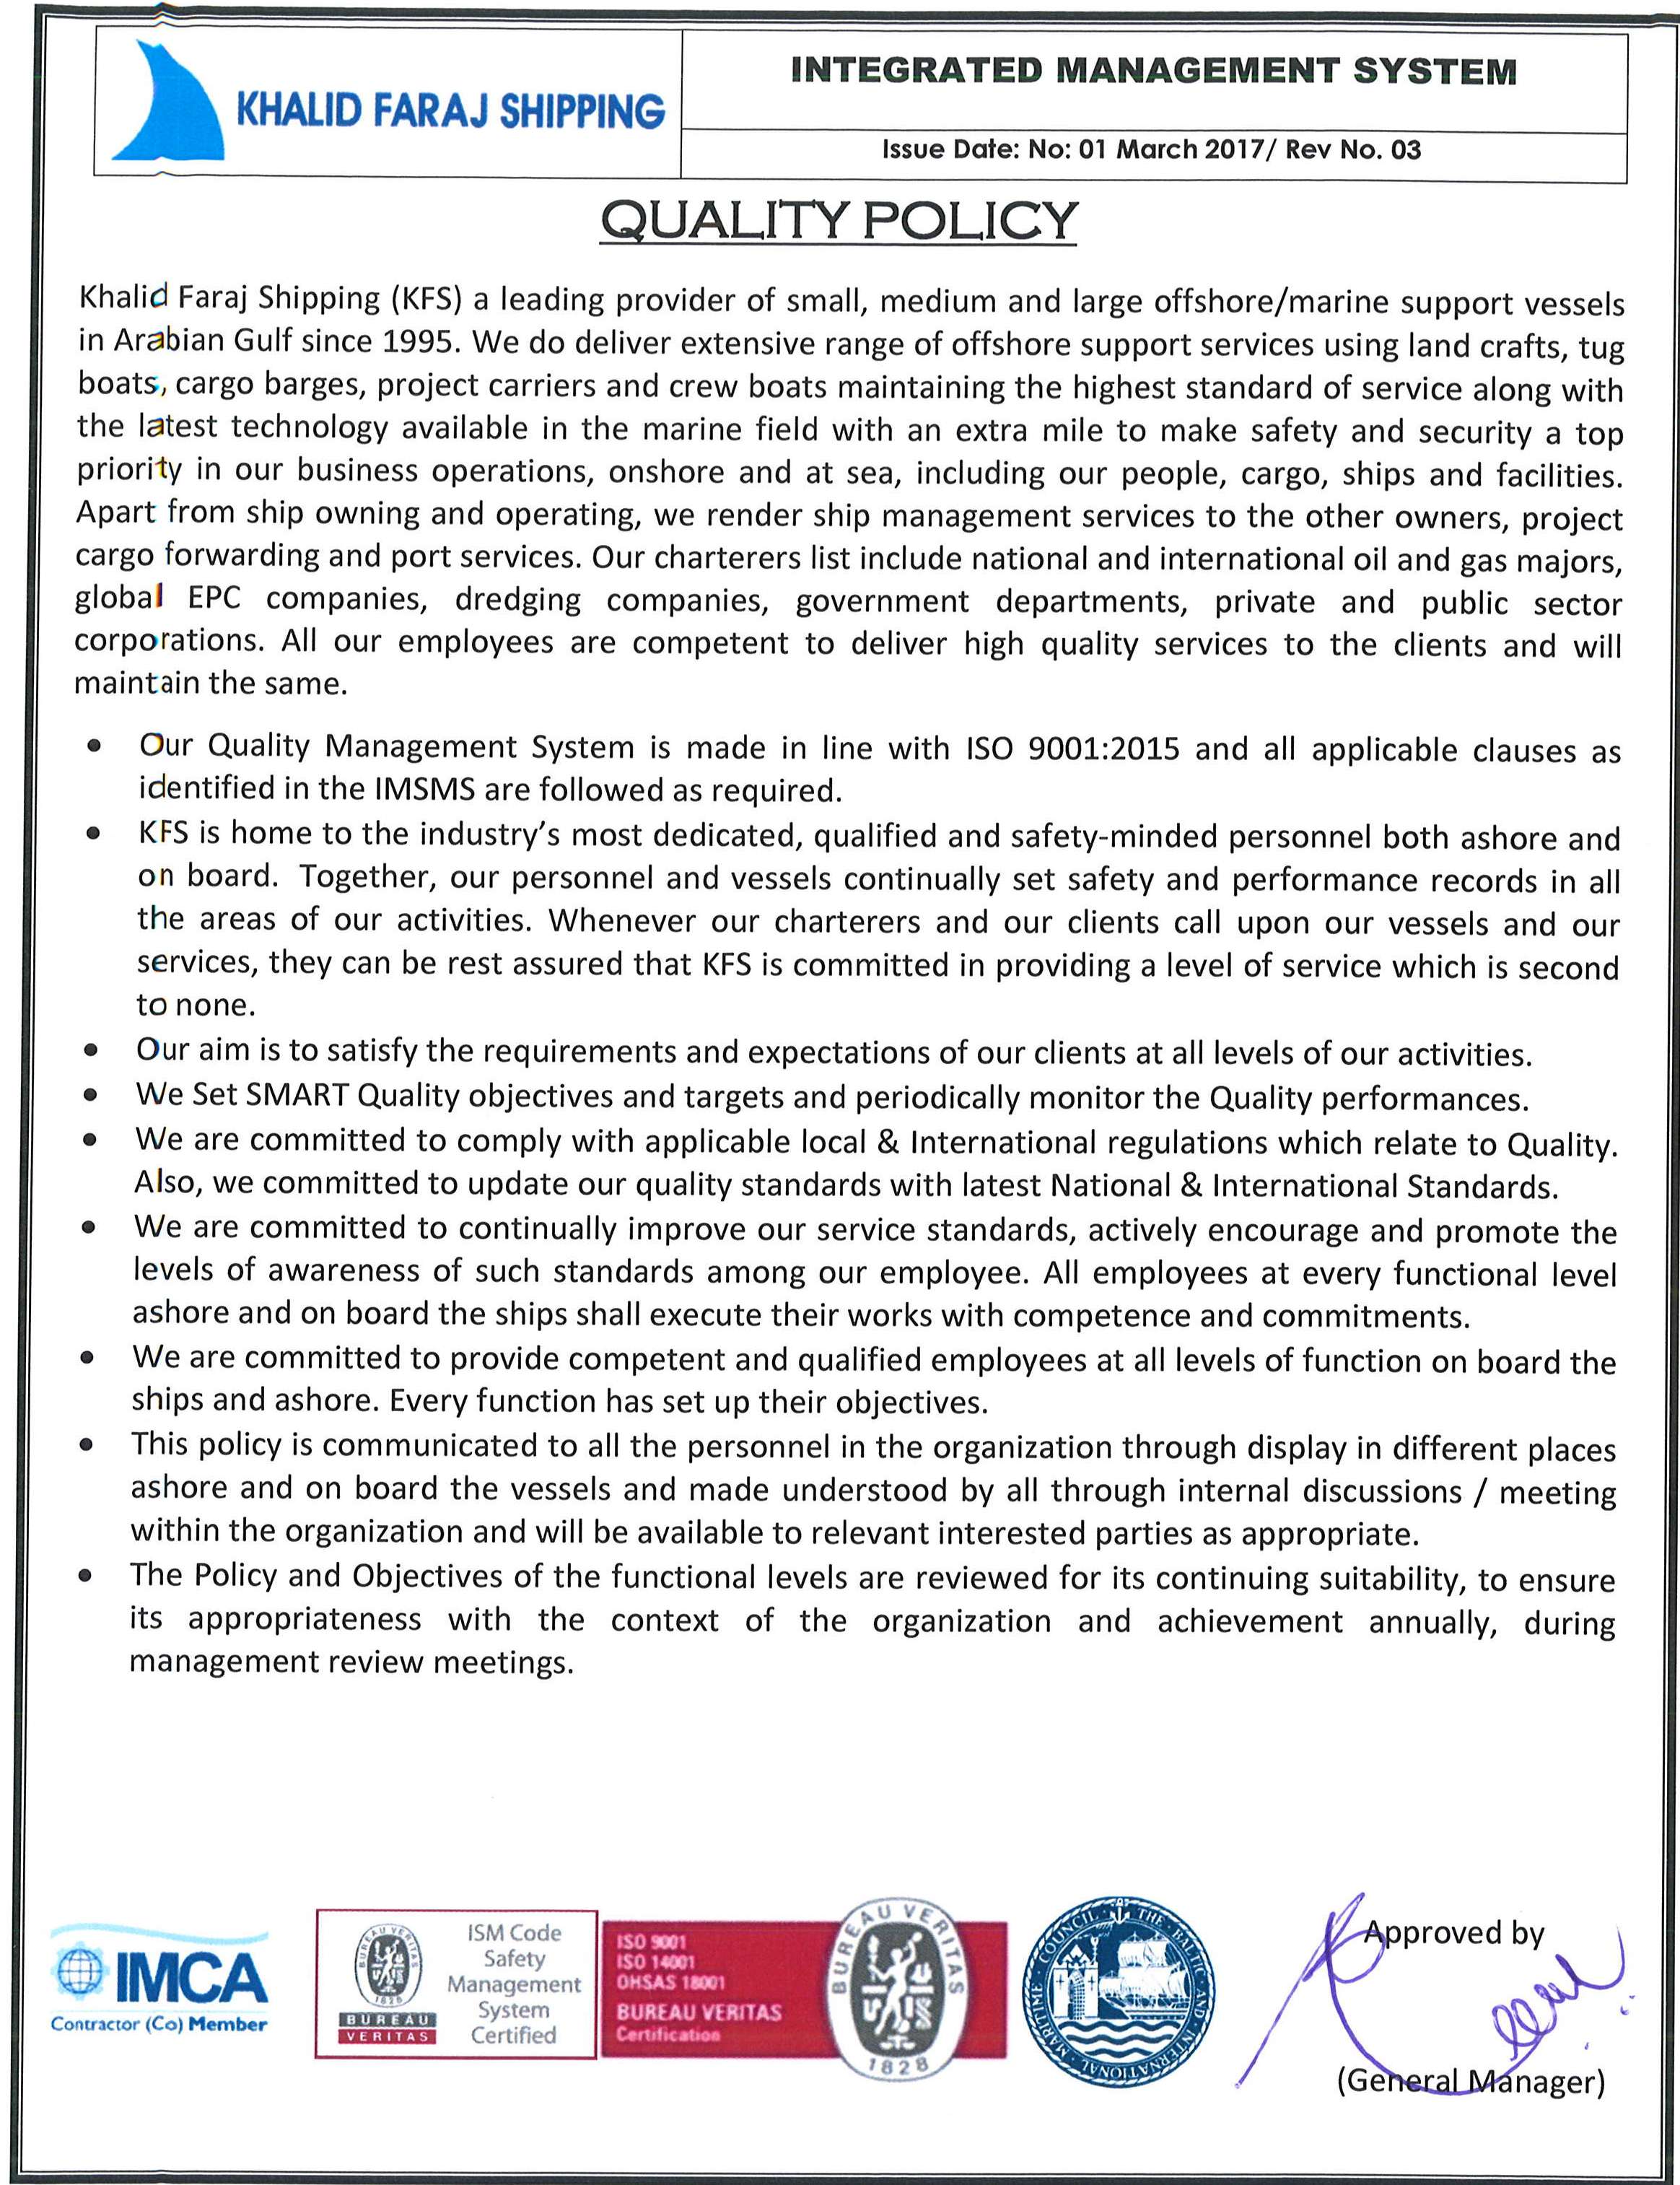 KHALID FARAJ SHIPPING
INTEGRATED MANAGEMENT SYSTEM
Issue Date: No: 01 March 2017/ Rev No. 03
QUALITY POLICY
Khalid Faraj Shipping (KFS) a leading provider of small, medium and large offshore/marine support vessels
in Arabian Gulf since 1995. We do deliver extensive range of offshore support services using land crafts, tug
boats, cargo barges, project carriers and crew boats maintaining the highest standard of service along with
the latest technology available in the marine field with an extra mile to make safety and security a top
priority in our business operations, onshore and at sea, including our people, cargo, ships and facilities.
Apart from ship owning and operating, we render ship management services to the other owners, project
cargo forwarding and port services. Our charterers list include national and international oil and gas majors,
global EPC companies, dredging companies, government departments, private and public sector
corporations. All our employees are competent to deliver high quality services to the clients and will
maintain the same.
• Our Quality Management System is made in line with ISO 9001:2015 and all applicable clauses as
identified in the IMSMS are followed as required.
• KFS is home to the industry's most dedicated, qualified and safety-minded personnel both ashore and
on board. Together, our personnel and vessels continually set safety and performance records in all
the areas of our activities. Whenever our charterers and our clients call upon our vessels and our
services, they can be rest assured that KFS is committed in providing a level of service which is second
to none.
• Our aim is to satisfy the requirements and expectations of our clients at all levels of our activities.
• We Set SMART Quality objectives and targets and periodically monitor the Quality performances.
• We are committed to comply with applicable local & International regulations which relate to Quality.
Also, we committed to update our quality standards with latest National & International Standards.
• We are committed to continually improve our service standards, actively encourage and promote the
levels of awareness of such standards among our employee. All employees at every functional level
ashore and on board the ships shall execute their works with competence and commitments.
• We are committed to provide competent and qualified employees at all levels of function on board the
ships and ashore. Every function has set up their objectives.
• This policy is communicated to all the personnel in the organization through display in different places
ashore and on board the vessels and made understood by all through internal discussions / meeting
within the organization and will be available to relevant interested parties as appropriate.
• The Policy and Objectives of the functional levels are reviewed for its continuing suitability, to ensure
its appropriateness with the context of the organization and achievement annually, during
management review meetings.
IMCA
Contractor (Co) Member
BUREAU VERITAS
1828
BUREAU
VERITAS
ISM Code
Safety
Management
System
Certified
ISO 9001
ISO 14001
OHSAS 18001
BUREAU VERITAS
Certification
BUREAU VERITAS
1828
THE BALTIC AND INTERNATIONAL MARITIME COUNCIL
Approved by
(General Manager)